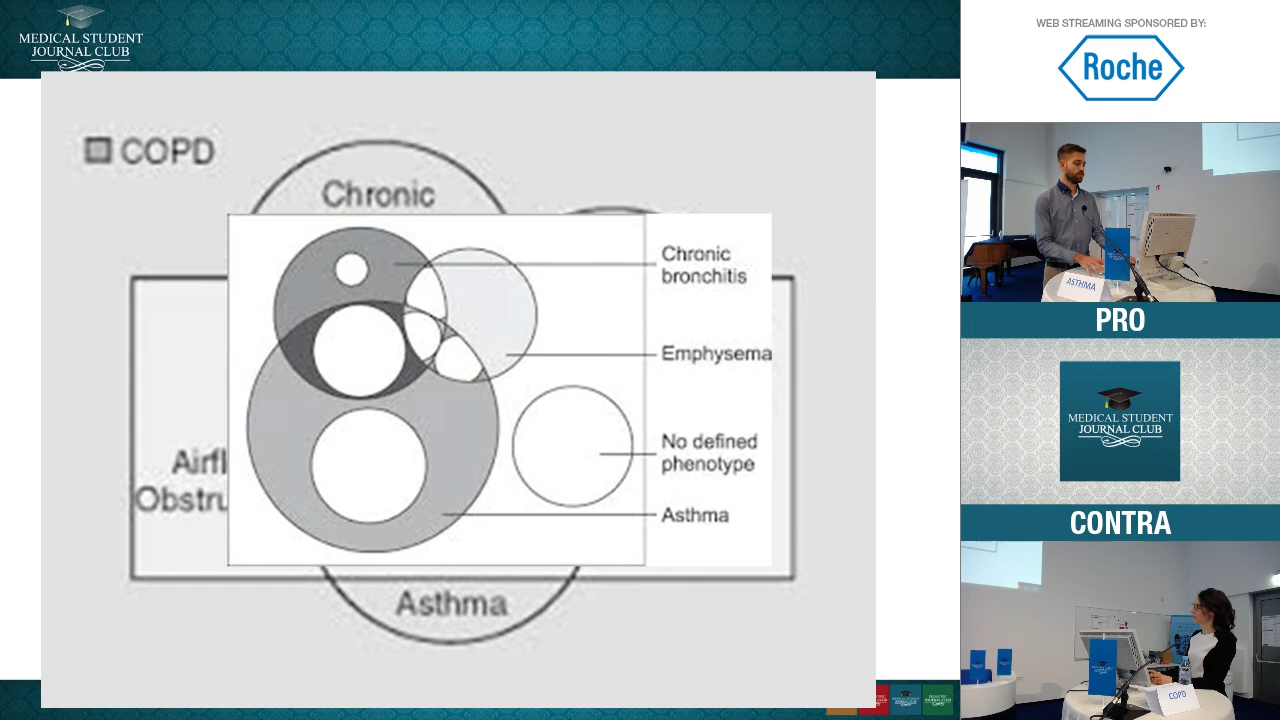 MEDICAL STUDENT
JOURNAL CLUB
COPD
Chronic
Chronic
bronchitis
Emphysema
No defined
phenotype
Asthma
Airfl
Obstru
Asthma
WEB STREAMING SPONSORED BY:
Roche
ASTHMA
PRO
MEDICAL STUDENT
JOURNAL CLUB
CONTRA
COPD